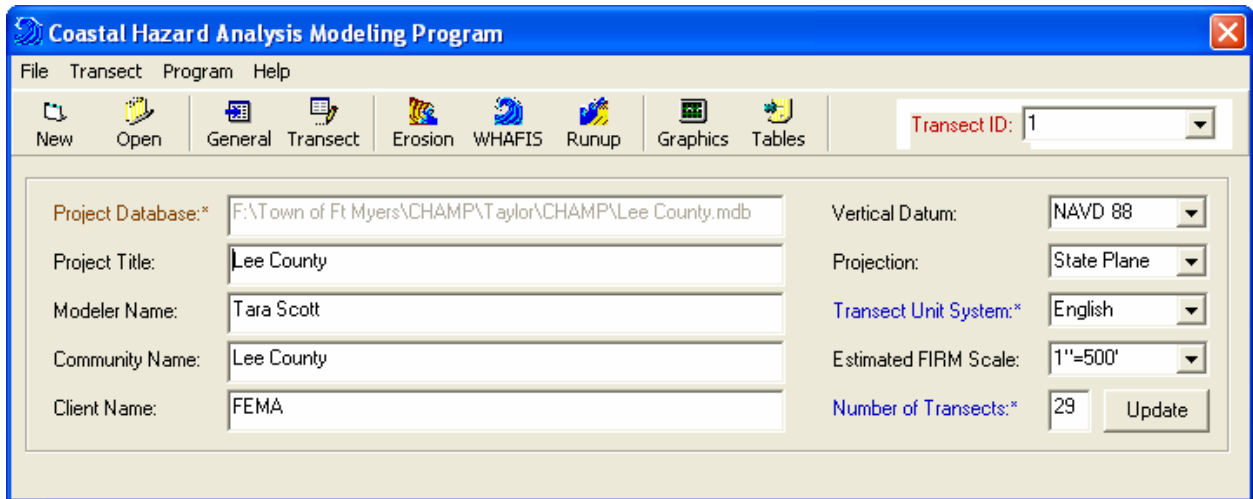 Coastal Hazard Analysis Modeling Program
File Transect Program Help
New Open General Transect Erosion WHAFIS Runup Graphics Tables Transect ID: 1
Project Database:* F:\Town of Ft Myers\CHAMP\Taylor\CHAMP\Lee County.mdb Vertical Datum: NAVD 88
Project Title: Lee County Projection: State Plane
Modeler Name: Tara Scott Transect Unit System:* English
Community Name: Lee County Estimated FIRM Scale: 1"=500'
Client Name: FEMA Number of Transects:* 29 Update